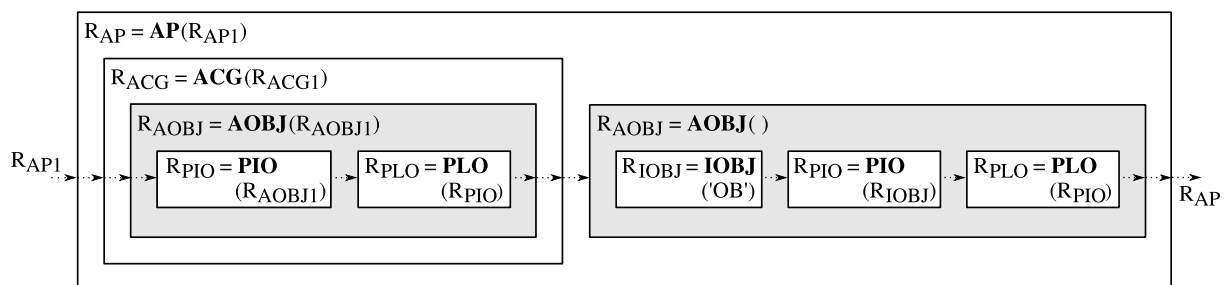 R_AP = AP(R_AP1)
R_ACG = ACG(R_ACG1)
R_AOBJ = AOBJ(R_AOBJ1)
R_AOBJ = AOBJ( )
R_AP1
R_PIO = PIO
(R_AOBJ1)
R_PLO = PLO
(R_PIO)
R_IOBJ = IOBJ
('OB')
R_PIO = PIO
(R_IOBJ)
R_PLO = PLO
(R_PIO)
R_AP